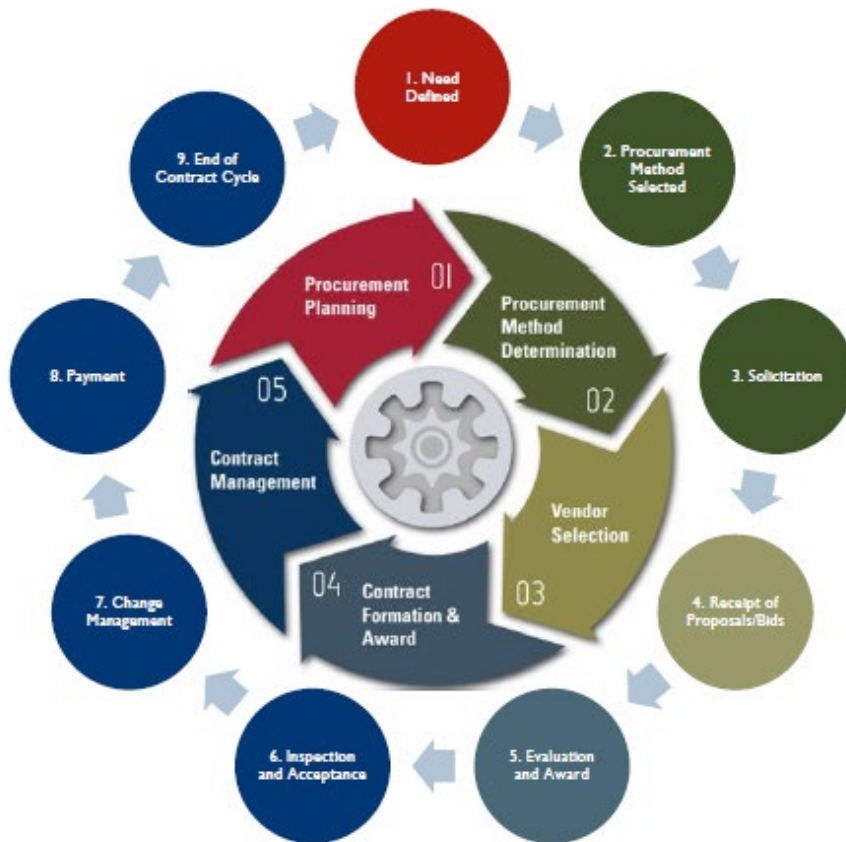 1. Need
Defined
2. Procurement
Method
Selected
3. Solicitation
4. Receipt of
Proposals/Bids
5. Evaluation
and Award
6. Inspection
and Acceptance
7. Change
Management
8. Payment
9. End of
Contract Cycle
01
Procurement
Planning
Procurement
Method
Determination
02
Vendor
Selection
03
04
Contract
Formation &
Award
05
Contract
Management